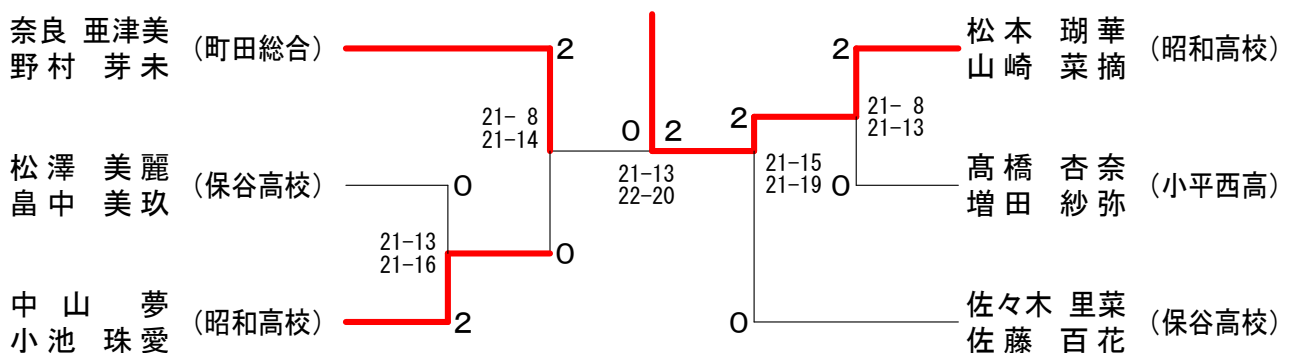 奈良 亜津美
野村 芽未
(町田総合)
2
21- 8
21-14
松澤 美麗
畠中 美玖
(保谷高校)
0
21-13
21-16
0
中山 夢
小池 珠愛
(昭和高校)
2
0 2
21-13
22-20
2
2
松本 瑚華
山崎 菜摘
(昭和高校)
21- 8
21-13
21-15
21-19
0
髙橋 杏奈
増田 紗弥
(小平西高)
0
佐々木 里菜
佐藤 百花
(保谷高校)